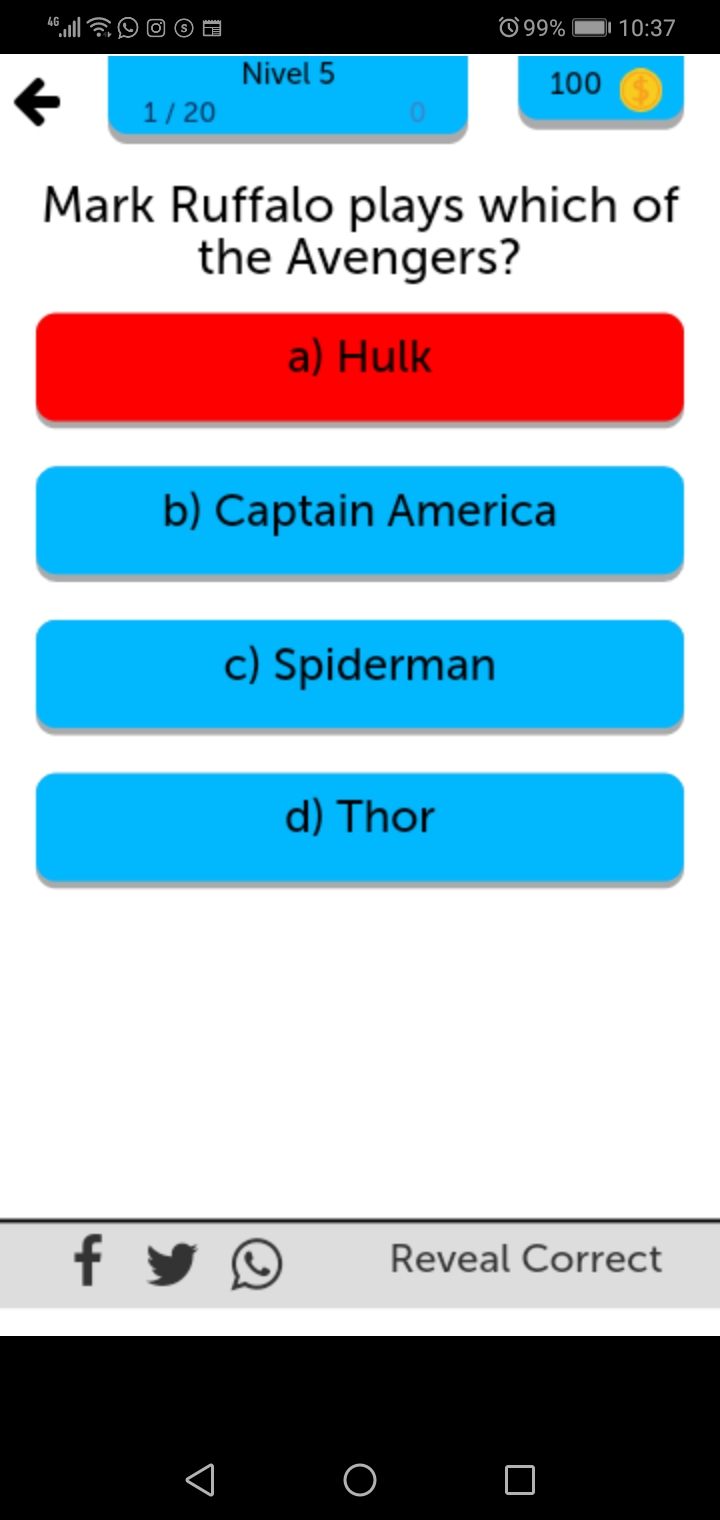 4G 99% 10:37
Nivel 5
1 / 20 0
100
Mark Ruffalo plays which of
the Avengers?
a) Hulk
b) Captain America
c) Spiderman
d) Thor
Reveal Correct